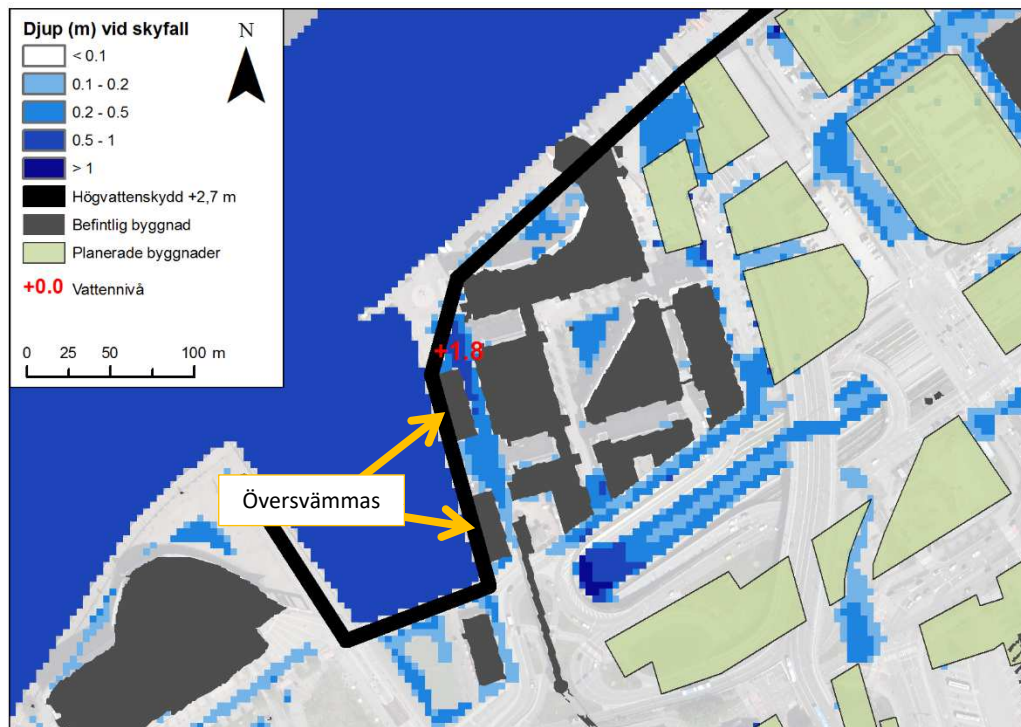 Djup (m) vid skyfall
N
< 0.1
0.1 - 0.2
0.2 - 0.5
0.5 - 1
> 1
Högvattenskydd +2,7 m
Befintlig byggnad
Planerade byggnader
+0.0 Vattennivå
0 25 50 100 m
+1.8
Översvämmas